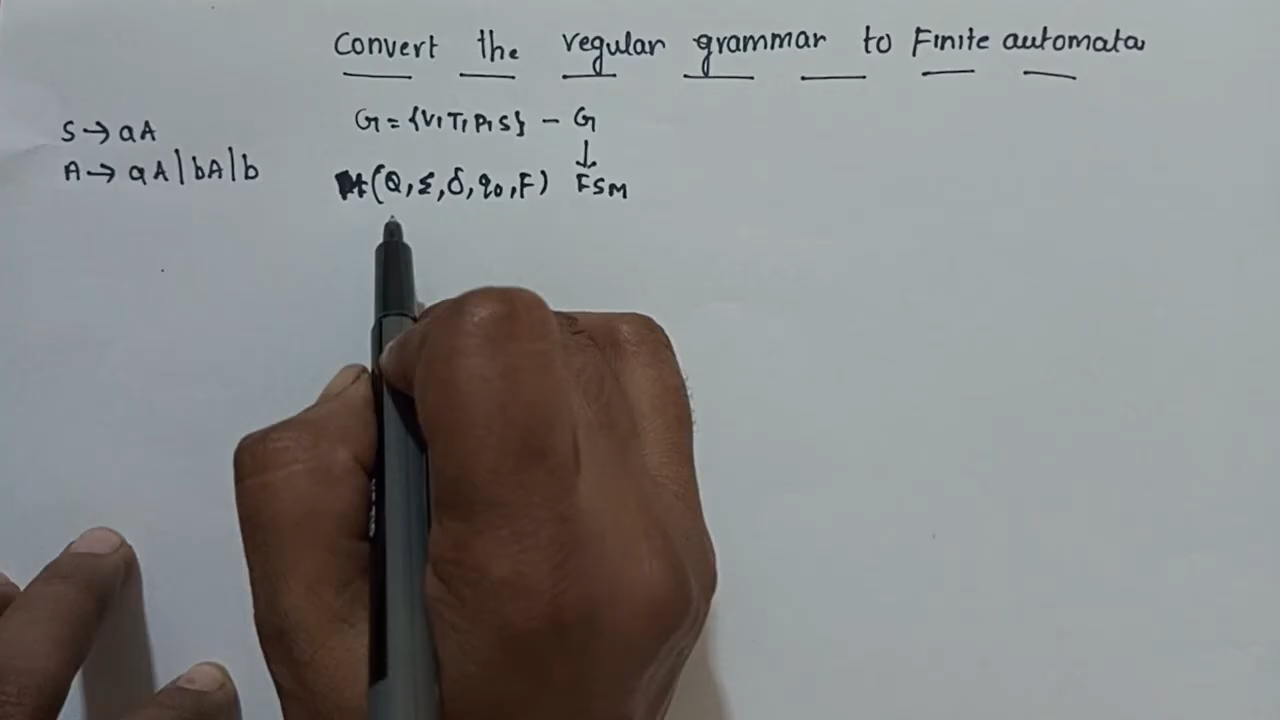 Convert the regular grammar to Finite automata
G = {V, T, P, S} - G
S → aA
↓
A → aA | bA | b
M (Q, Σ, δ, q0, F) FSM